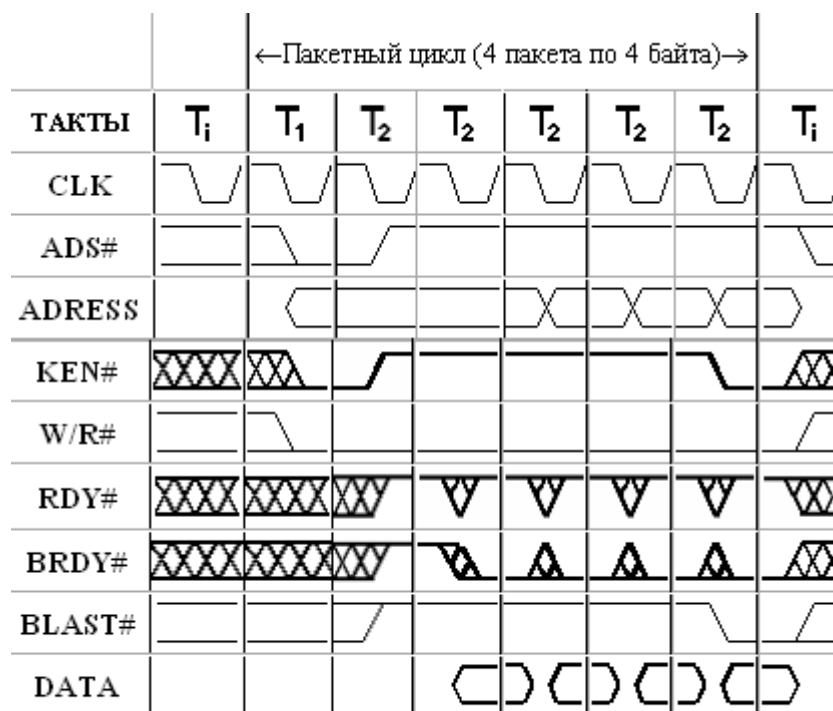 ←Пакетный цикл (4 пакета по 4 байта)→
ТАКТЫ Ti T1 T2 T2 T2 T2 T2 Ti
CLK
ADS#
ADRESS
KEN#
W/R#
RDY#
BRDY#
BLAST#
DATA